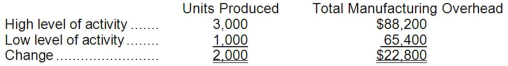 Units Produced Total Manufacturing Overhead
High level of activity ....... 3,000 $88,200
Low level of activity........ 1,000 65,400
Change ......................... 2,000 $22,800